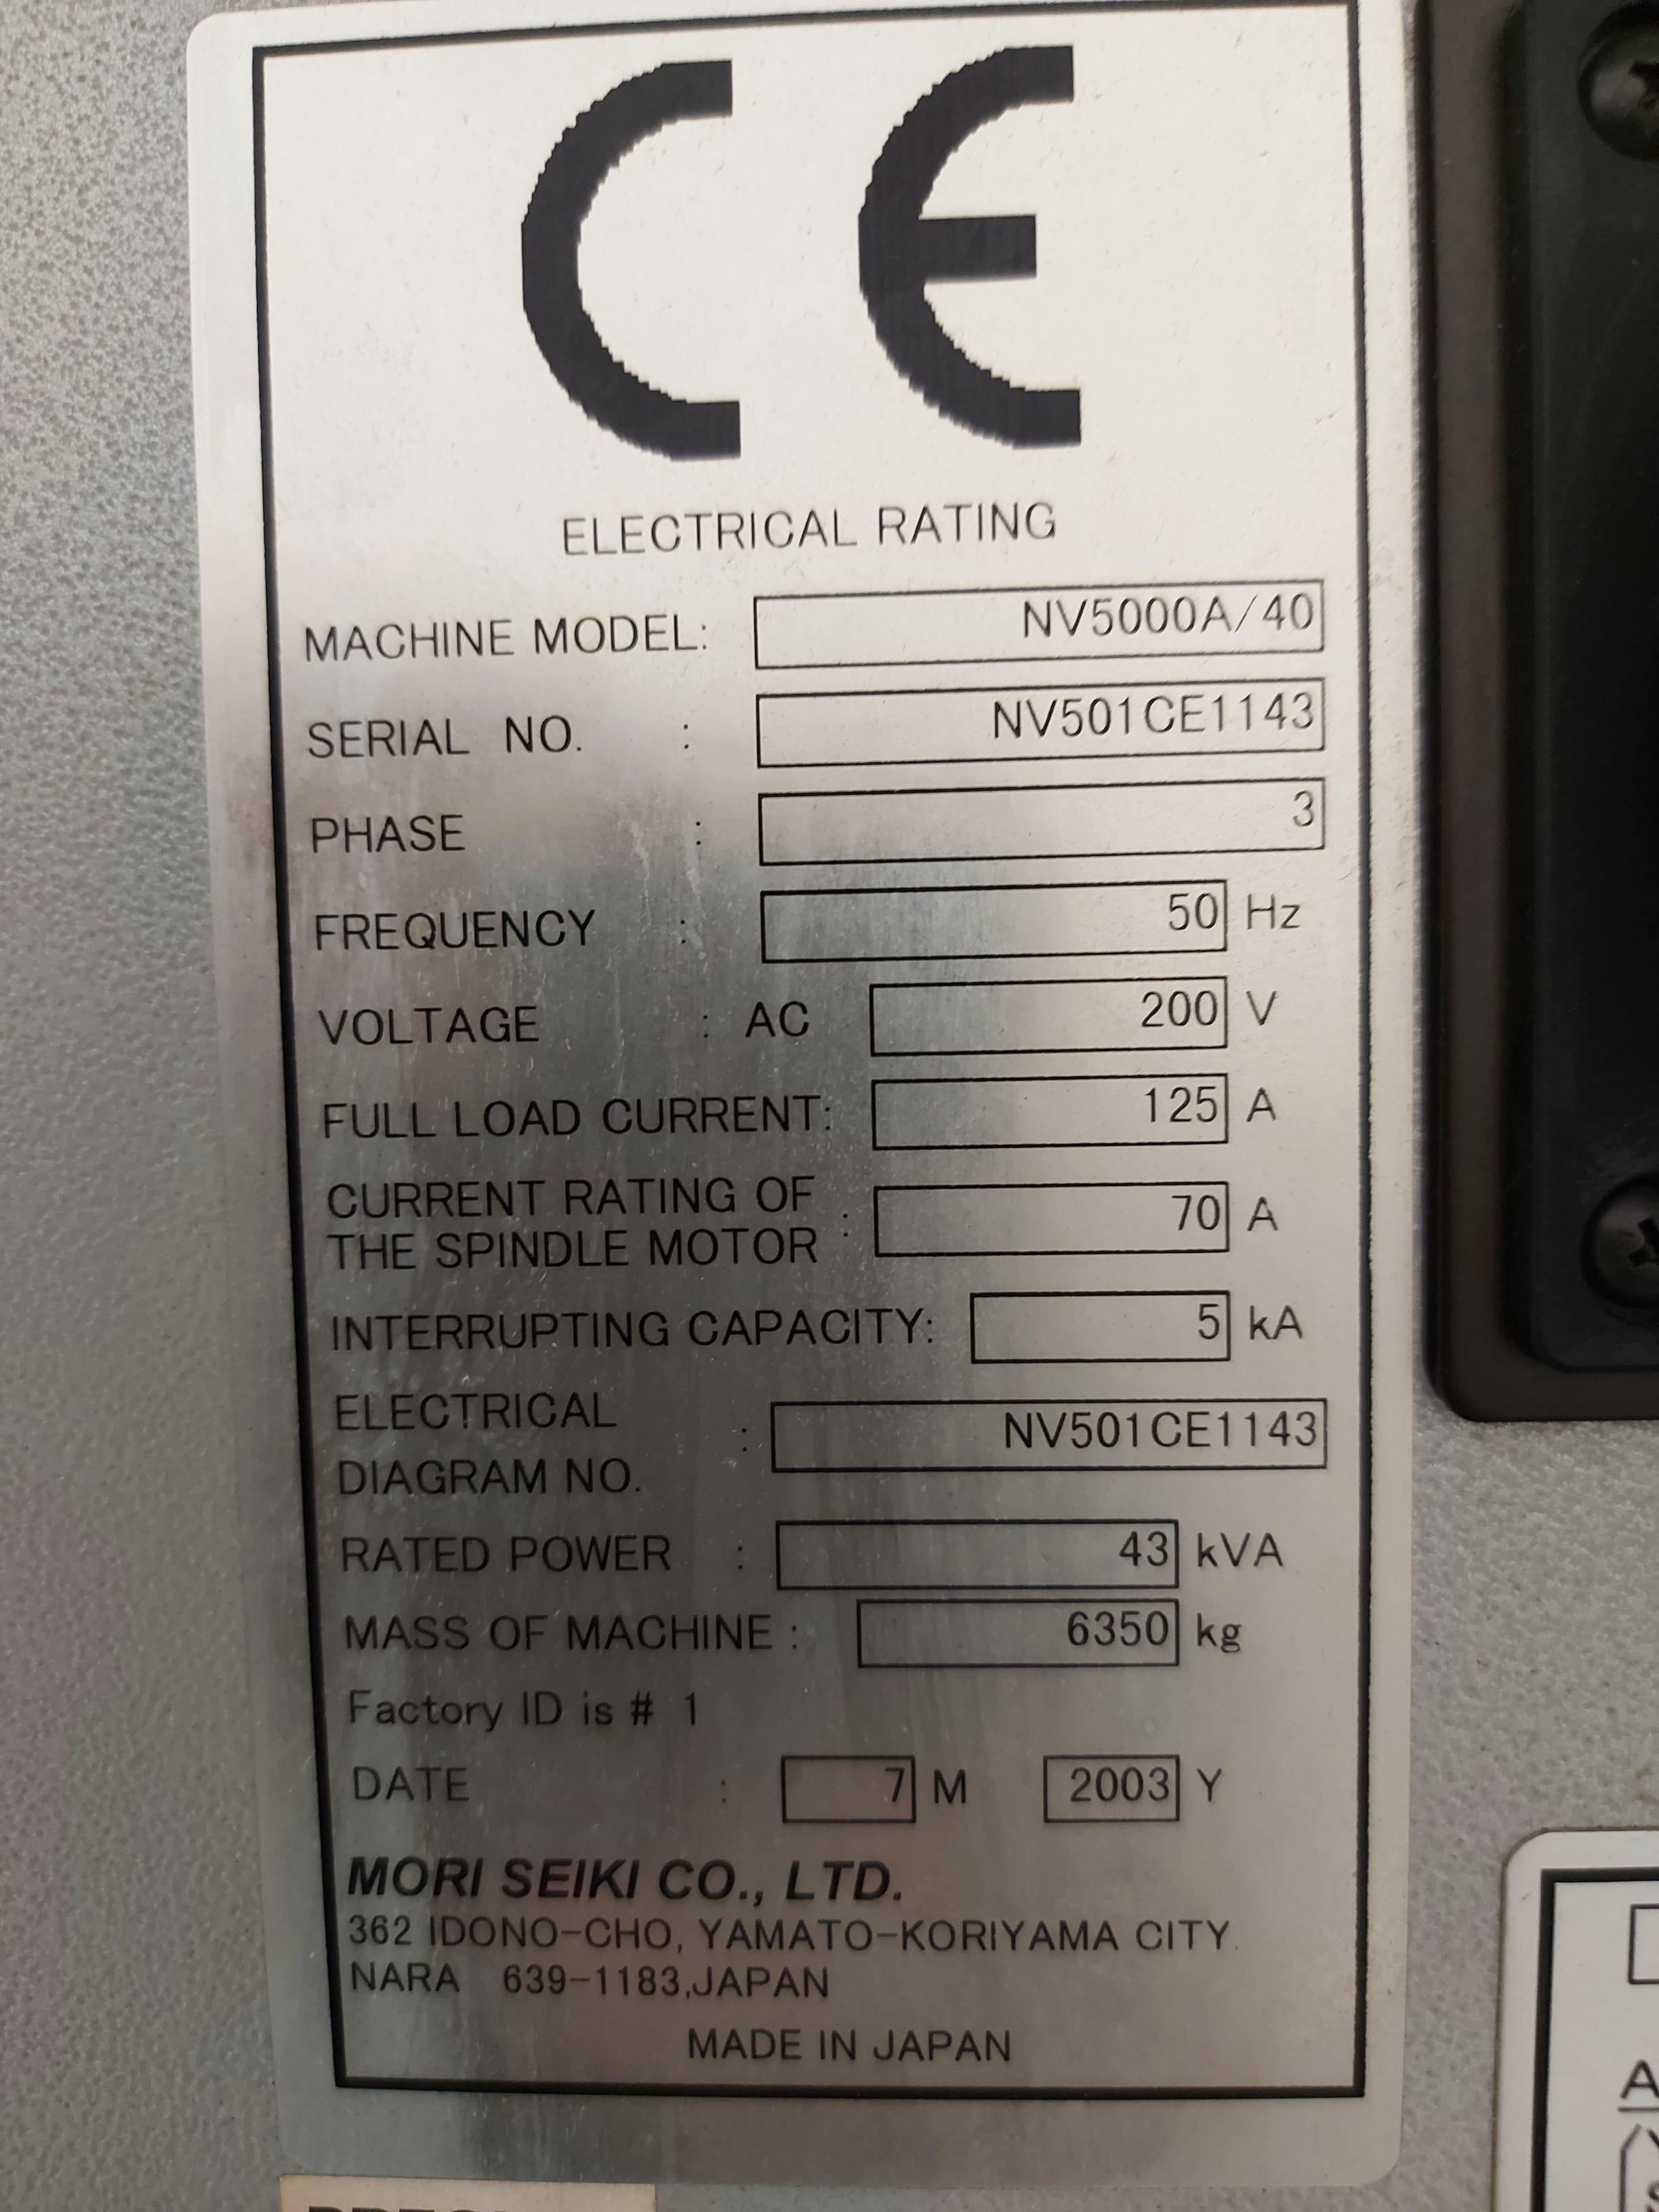 CE
ELECTRICAL RATING
MACHINE MODEL: NV5000A/40
SERIAL NO. : NV501CE1143
PHASE : 3
FREQUENCY : 50 Hz
VOLTAGE : AC 200 V
FULL LOAD CURRENT: 125 A
CURRENT RATING OF
THE SPINDLE MOTOR : 70 A
INTERRUPTING CAPACITY: 5 kA
ELECTRICAL
DIAGRAM NO. : NV501CE1143
RATED POWER : 43 kVA
MASS OF MACHINE : 6350 kg
Factory ID is # 1
DATE : 7 M 2003 Y
MORI SEIKI CO., LTD.
362 IDONO-CHO, YAMATO-KORIYAMA CITY.
NARA 639-1183,JAPAN
MADE IN JAPAN